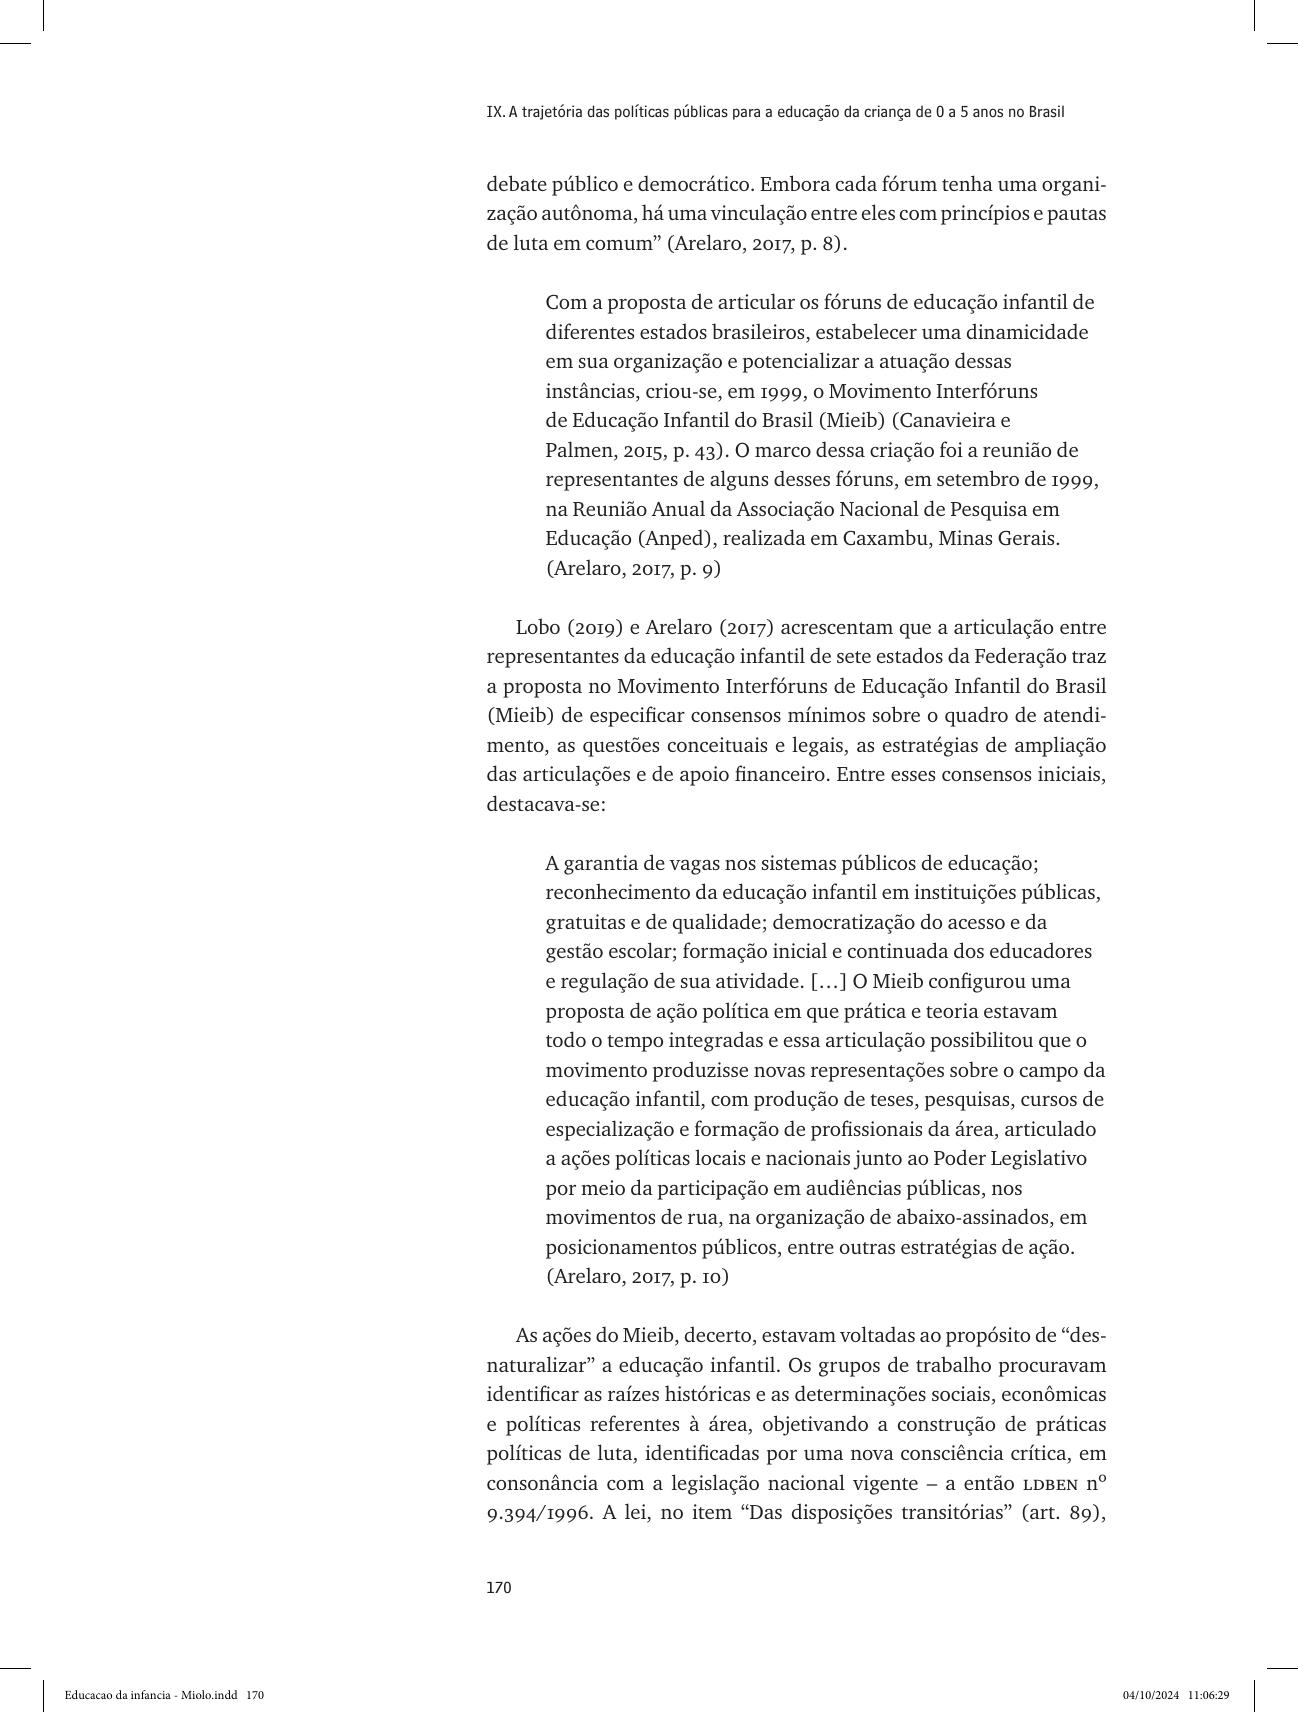 IX. A trajetória das políticas públicas para a educação da criança de 0 a 5 anos no Brasil
debate público e democrático. Embora cada fórum tenha uma organi-
zação autônoma, há uma vinculação entre eles com princípios e pautas
de luta em comum” (Arelaro, 2017, p. 8).
Com a proposta de articular os fóruns de educação infantil de
diferentes estados brasileiros, estabelecer uma dinamicidade
em sua organização e potencializar a atuação dessas
instâncias, criou-se, em 1999, o Movimento Interfóruns
de Educação Infantil do Brasil (Mieib) (Canavieira e
Palmen, 2015, p. 43). O marco dessa criação foi a reunião de
representantes de alguns desses fóruns, em setembro de 1999,
na Reunião Anual da Associação Nacional de Pesquisa em
Educação (Anped), realizada em Caxambu, Minas Gerais.
(Arelaro, 2017, p. 9)
Lobo (2019) e Arelaro (2017) acrescentam que a articulação entre
representantes da educação infantil de sete estados da Federação traz
a proposta no Movimento Interfóruns de Educação Infantil do Brasil
(Mieib) de especificar consensos mínimos sobre o quadro de atendi-
mento, as questões conceituais e legais, as estratégias de ampliação
das articulações e de apoio financeiro. Entre esses consensos iniciais,
destacava-se:
A garantia de vagas nos sistemas públicos de educação;
reconhecimento da educação infantil em instituições públicas,
gratuitas e de qualidade; democratização do acesso e da
gestão escolar; formação inicial e continuada dos educadores
e regulação de sua atividade. […] O Mieib configurou uma
proposta de ação política em que prática e teoria estavam
todo o tempo integradas e essa articulação possibilitou que o
movimento produzisse novas representações sobre o campo da
educação infantil, com produção de teses, pesquisas, cursos de
especialização e formação de profissionais da área, articulado
a ações políticas locais e nacionais junto ao Poder Legislativo
por meio da participação em audiências públicas, nos
movimentos de rua, na organização de abaixo-assinados, em
posicionamentos públicos, entre outras estratégias de ação.
(Arelaro, 2017, p. 10)
As ações do Mieib, decerto, estavam voltadas ao propósito de “des-
naturalizar” a educação infantil. Os grupos de trabalho procuravam
identificar as raízes históricas e as determinações sociais, econômicas
e políticas referentes à área, objetivando a construção de práticas
políticas de luta, identificadas por uma nova consciência crítica, em
consonância com a legislação nacional vigente – a então LDBEN nº
9.394/1996. A lei, no item “Das disposições transitórias” (art. 89),
170
Educacao da infancia - Miolo.indd 170
04/10/2024 11:06:29